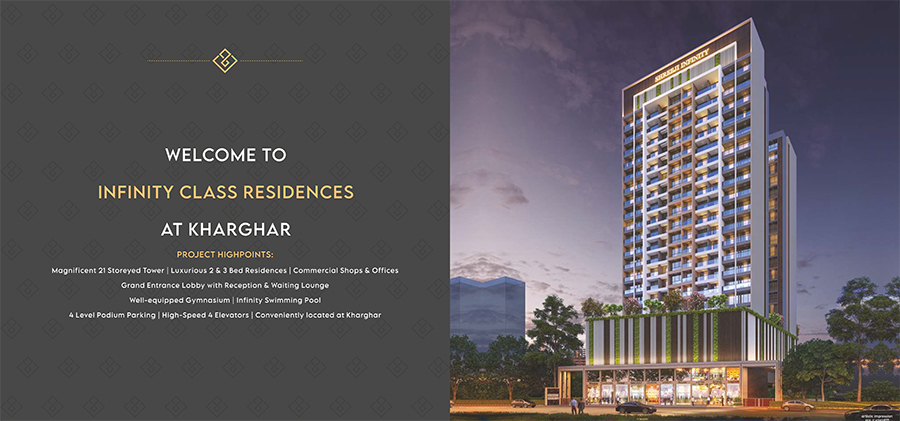 WELCOME TO
INFINITY CLASS RESIDENCES
AT KHARGHAR
PROJECT HIGHPOINTS:
Magnificent 21 Storeyed Tower | Luxurious 2 & 3 Bed Residences | Commercial Shops & Offices
Grand Entrance Lobby with Reception & Waiting Lounge
Well-equipped Gymnasium | Infinity Swimming Pool
4 Level Podium Parking | High-Speed 4 Elevators | Conveniently located at Kharghar
SHREEJI INFINITY
artistic impression